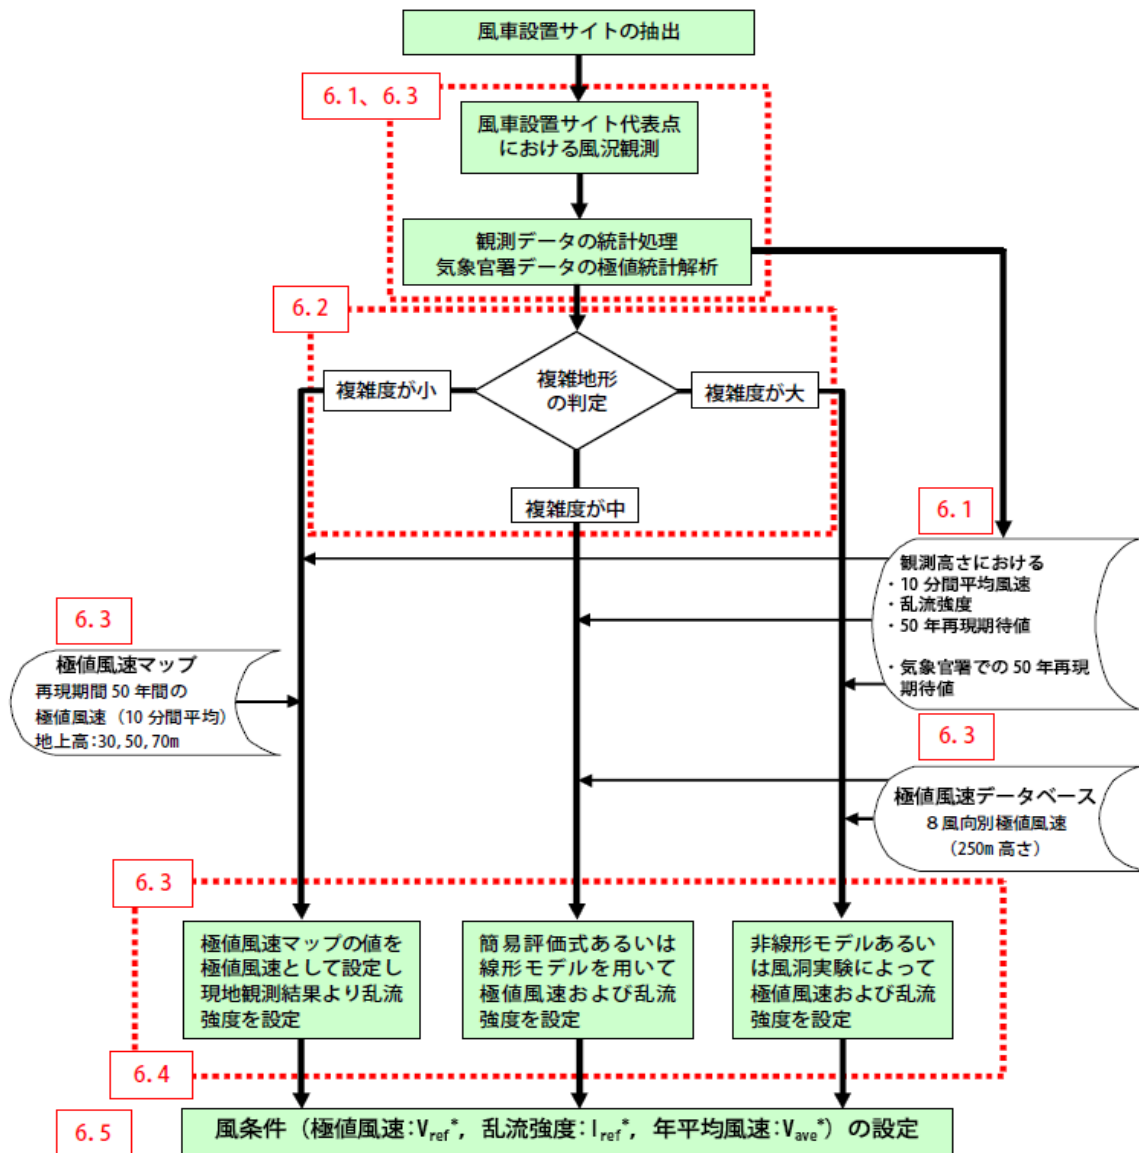 風車設置サイトの抽出
6.1、6.3
風車設置サイト代表点
における風況観測
観測データの統計処理
気象官署データの極値統計解析
6.2
複雑地形
の判定
複雑度が小
複雑度が大
複雑度が中
6.1
観測高さにおける
・10分間平均風速
・乱流強度
・50年再現期待値
・気象官署での50年再現
期待値
6.3
極値風速マップ
再現期間50年間の
極値風速（10分間平均）
地上高:30,50,70m
6.3
極値風速データベース
８風向別極値風速
（250m高さ）
6.3
極値風速マップの値を
極値風速として設定し
現地観測結果より乱流
強度を設定
簡易評価式あるいは
線形モデルを用いて
極値風速および乱流
強度を設定
非線形モデルあるい
は風洞実験によって
極値風速および乱流
強度を設定
6.4
6.5
風条件（極値風速:Vref*, 乱流強度:Iref*, 年平均風速:Vave*）の設定